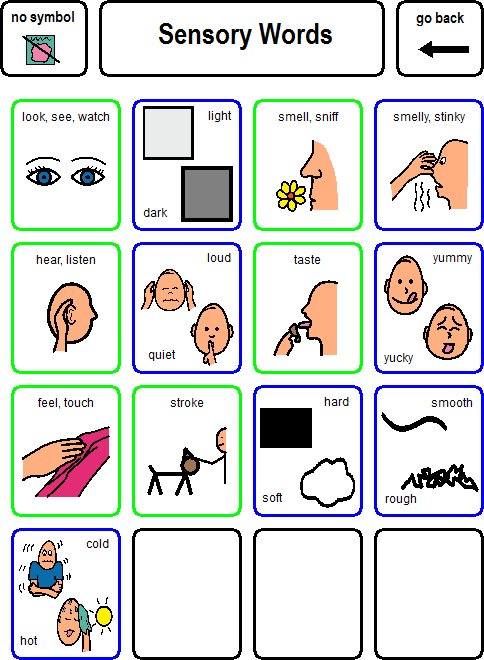 no symbol
Sensory Words
go back
look, see, watch
light
dark
smell, sniff
smelly, stinky
hear, listen
loud
quiet
taste
yummy
yucky
feel, touch
stroke
hard
soft
smooth
rough
cold
hot